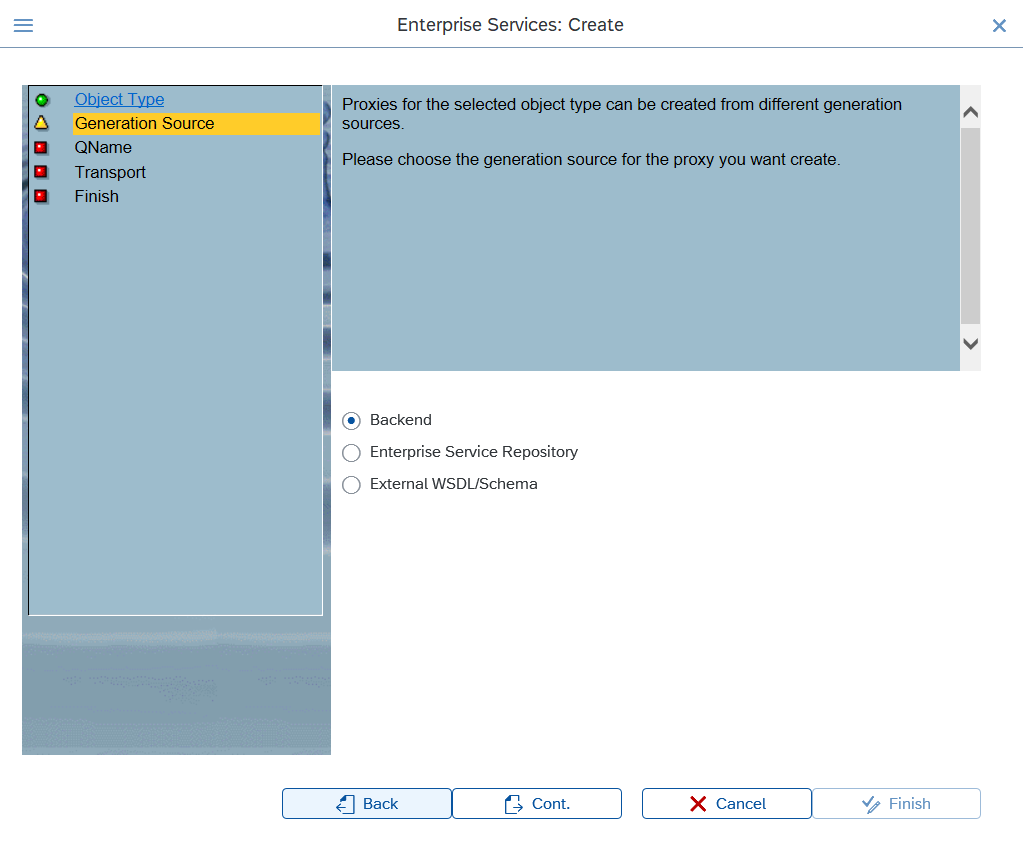 Enterprise Services: Create
Object Type
Generation Source
QName
Transport
Finish
Proxies for the selected object type can be created from different generation
sources.
Please choose the generation source for the proxy you want create.
Backend
Enterprise Service Repository
External WSDL/Schema
Back
Cont.
Cancel
Finish